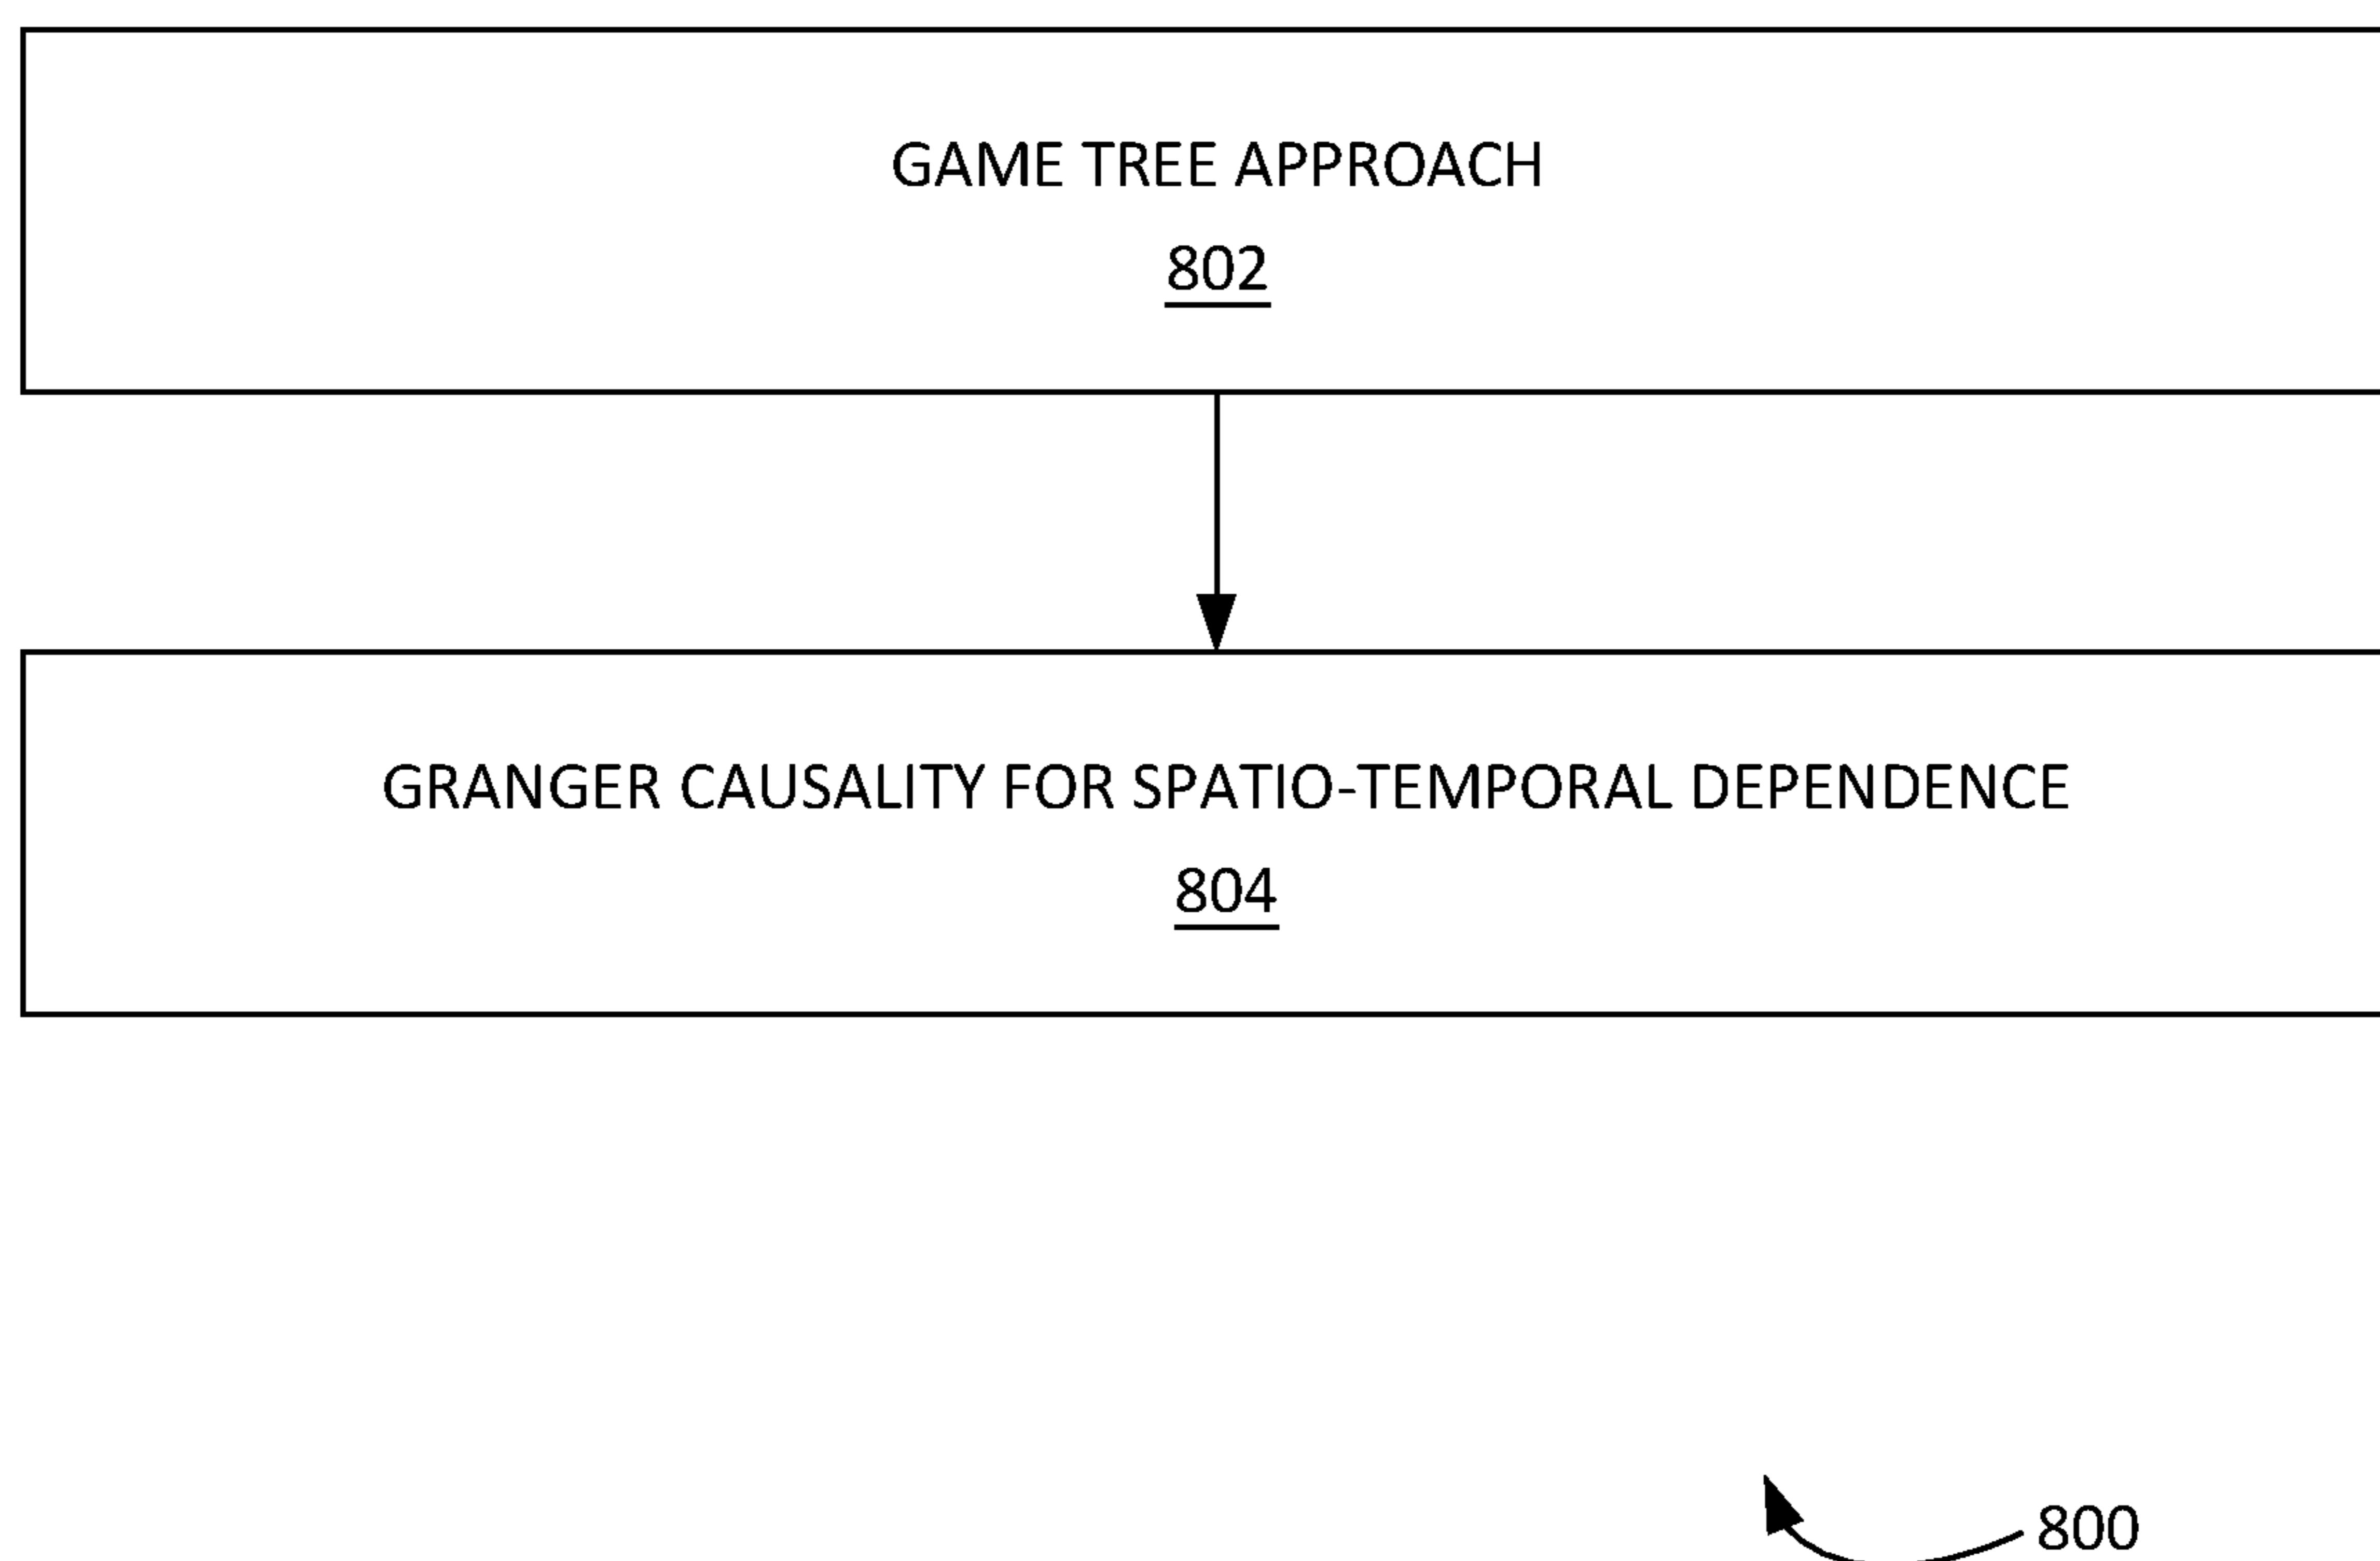 GAME TREE APPROACH
802
GRANGER CAUSALITY FOR SPATIO-TEMPORAL DEPENDENCE
804
800